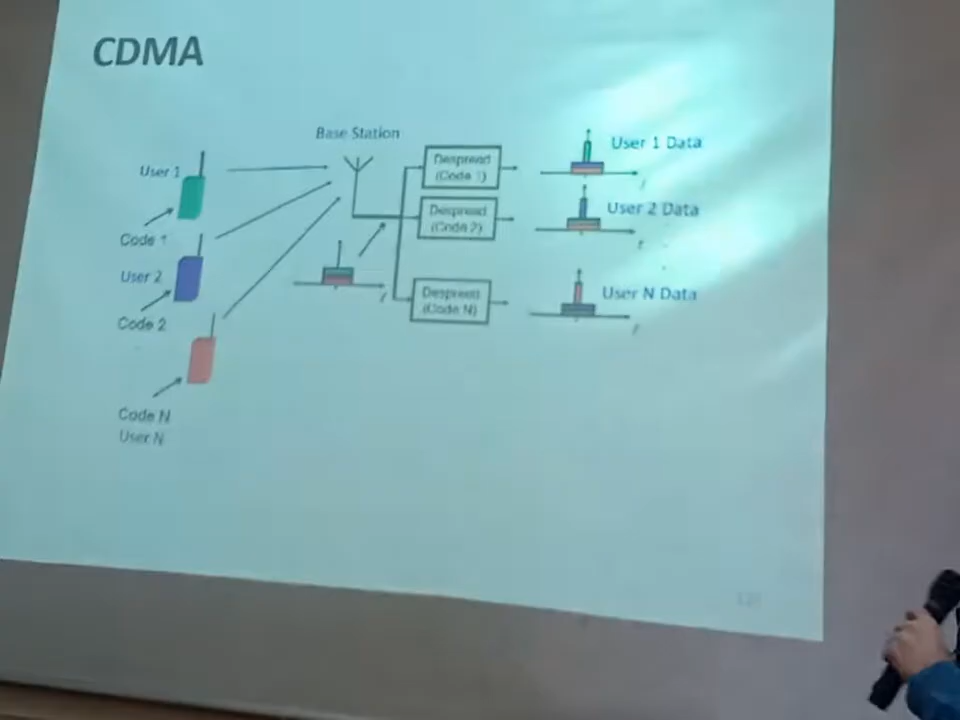 CDMA
Base Station
User 1
Code 1
User 2
Code 2
Code N
User N
Despread
(Code 1)
Despread
(Code 2)
Despread
(Code N)
User 1 Data
f
User 2 Data
f
User N Data
f
f